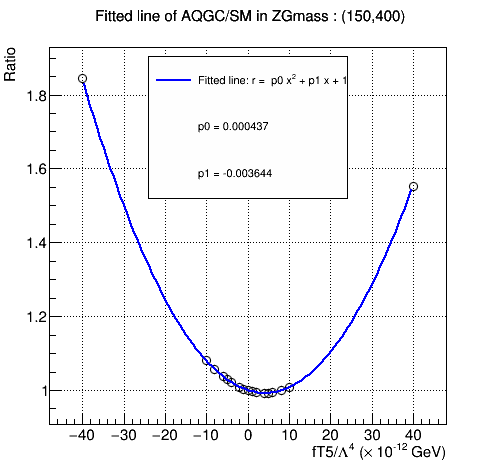 Fitted line of AQGC/SM in ZGmass : (150,400)
Ratio
Fitted line: r = p0 x² + p1 x + 1
p0 = 0.000437
p1 = -0.003644
1.8
1.6
1.4
1.2
1
−40 −30 −20 −10 0 10 20 30 40
fT5/Λ⁴ (× 10⁻¹² GeV)